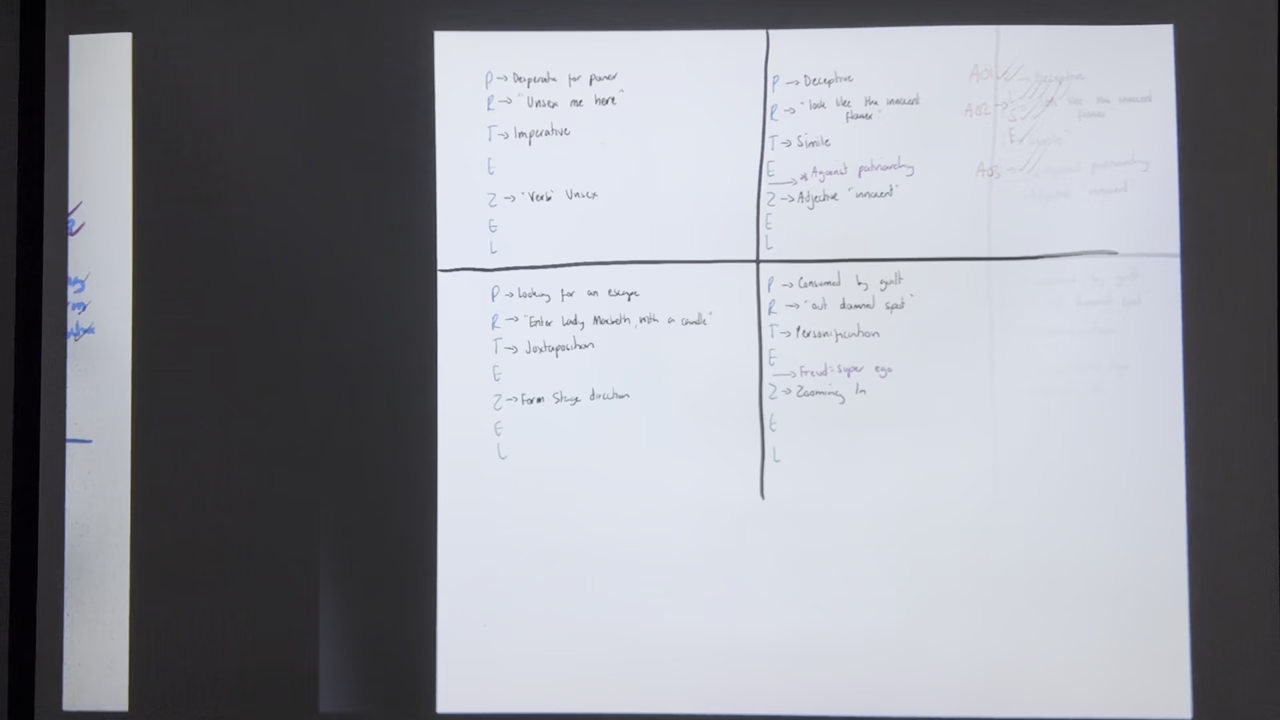 P → Desperate for power
R → "Unsex me here"
T → Imperative
E
Z → "Verb" Unsex
E
L
P → Deceptive
R → "look like the innocent
flower"
T → Simile
E
→ * Against patriarchy
Z → Adjective "innocent"
E
L
AO1
AO2 →
E
AO3 →
P → Looking for an escape
R → "Enter Lady Macbeth, with a candle"
T → Juxtaposition
E
Z → Form Stage direction
E
L
P → Consumed by guilt
R → "out damned spot"
T → Personification
E
→ Freud = super ego
Z → Zooming In
E
L